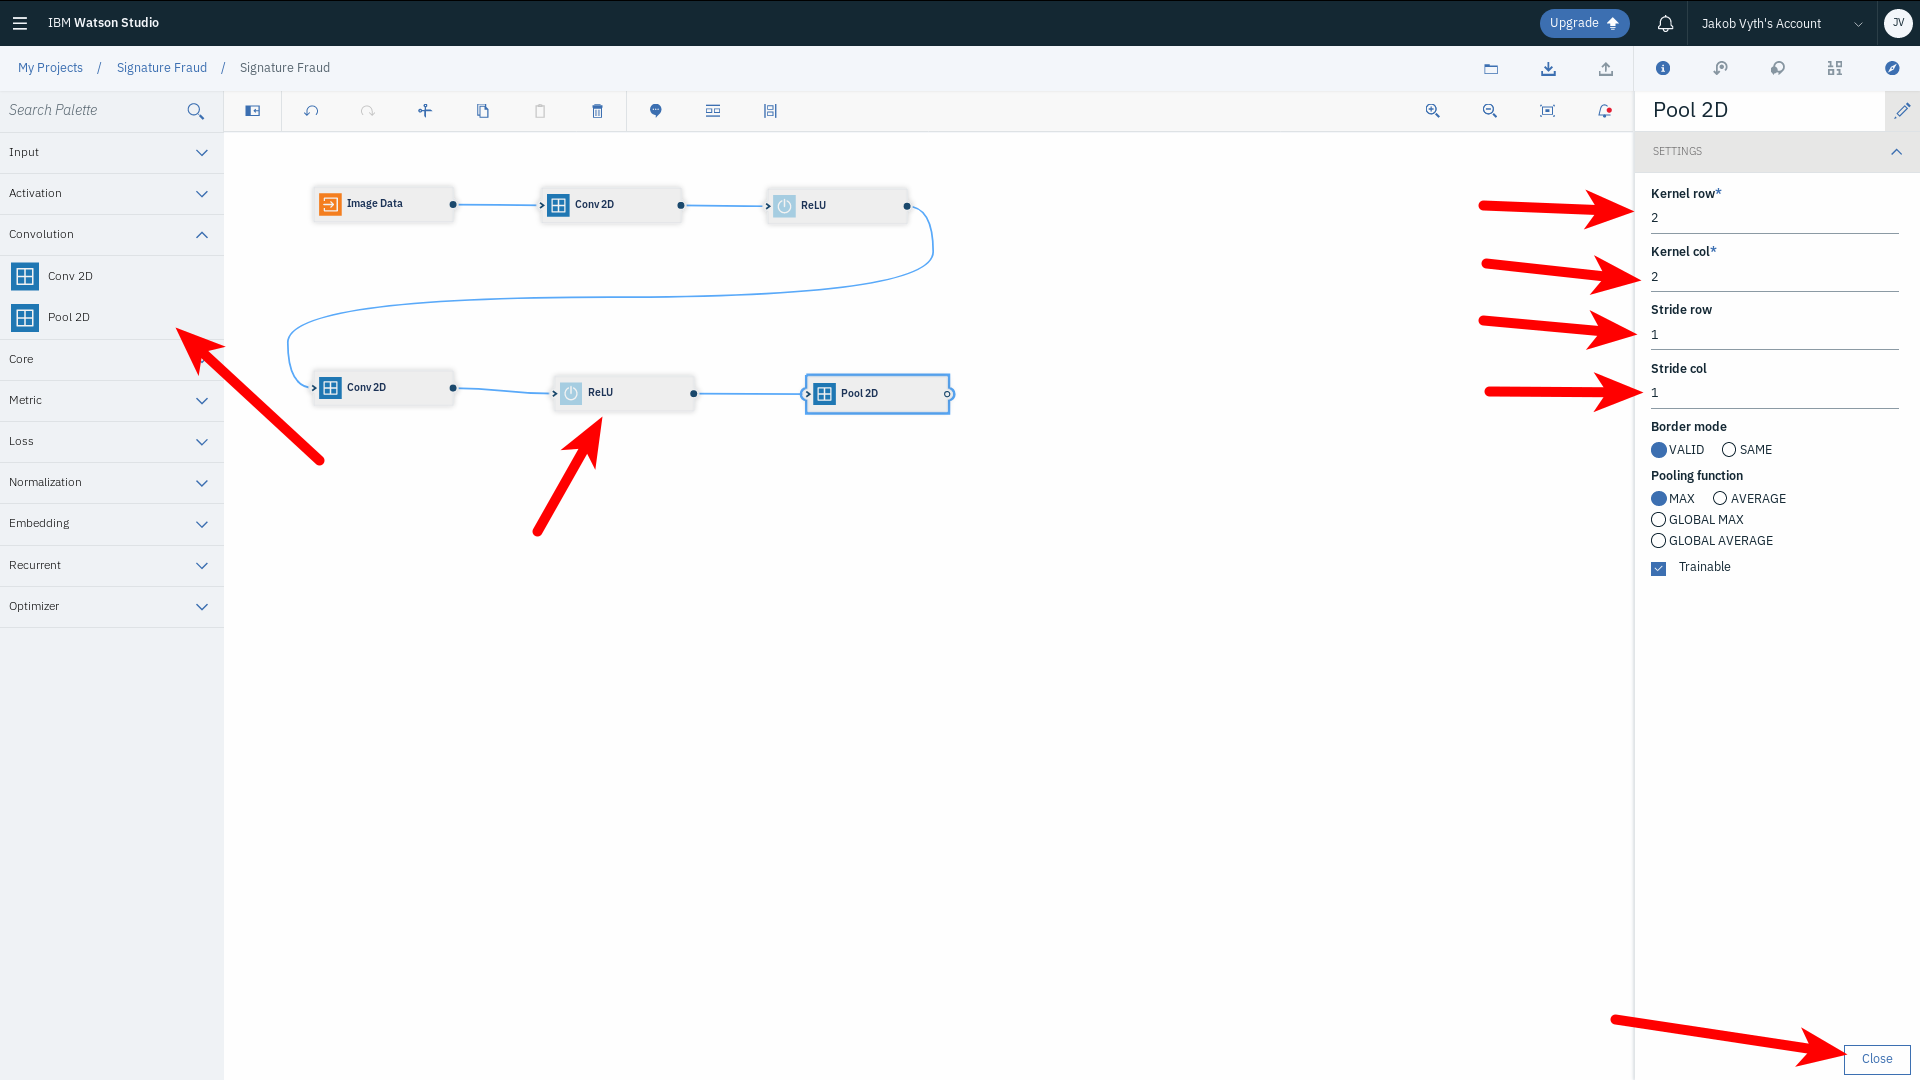 IBM Watson Studio
Upgrade
Jakob Vyth's Account
JV
My Projects / Signature Fraud / Signature Fraud
Search Palette
Input
Activation
Convolution
Conv 2D
Pool 2D
Core
Metric
Loss
Normalization
Embedding
Recurrent
Optimizer
Image Data
Conv 2D
ReLU
Conv 2D
ReLU
Pool 2D
Pool 2D
SETTINGS
Kernel row*
2
Kernel col*
2
Stride row
1
Stride col
1
Border mode
VALID SAME
Pooling function
MAX AVERAGE
GLOBAL MAX
GLOBAL AVERAGE
Trainable
Close